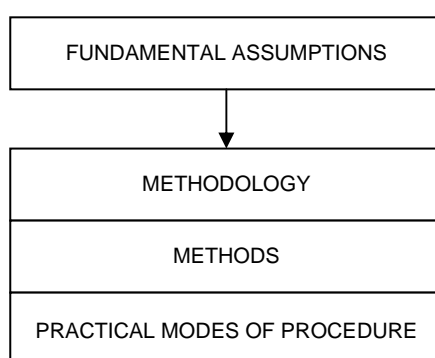 FUNDAMENTAL ASSUMPTIONS
METHODOLOGY
METHODS
PRACTICAL MODES OF PROCEDURE